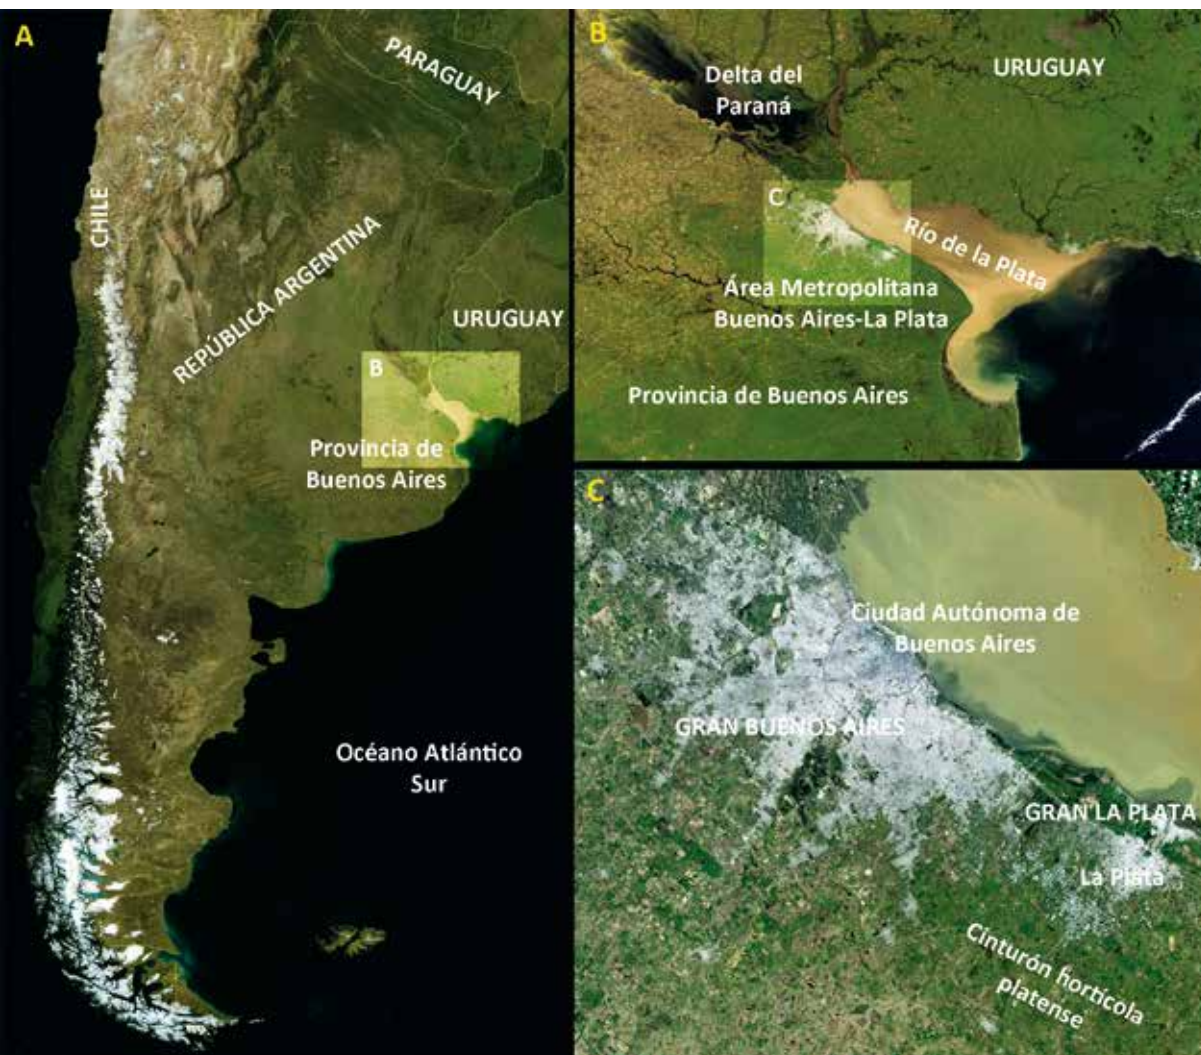 A
PARAGUAY
CHILE
REPÚBLICA ARGENTINA
URUGUAY
B
Provincia de
Buenos Aires
Océano Atlántico
Sur
B
Delta del
Paraná
URUGUAY
C
Río de la Plata
Área Metropolitana
Buenos Aires-La Plata
Provincia de Buenos Aires
C
Ciudad Autónoma de
Buenos Aires
GRAN BUENOS AIRES
GRAN LA PLATA
La Plata
Cinturón hortícola
platense